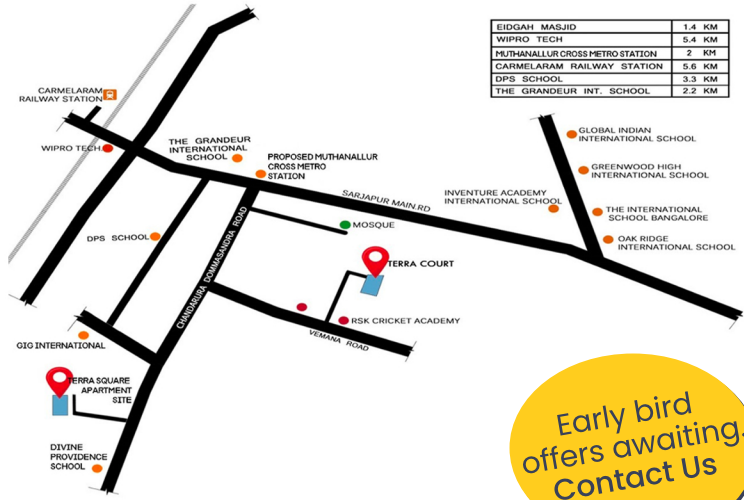 EIDGAH MASJID 1.4 KM
WIPRO TECH 5.4 KM
MUTHANALLUR CROSS METRO STATION 2 KM
CARMELARAM RAILWAY STATION 5.6 KM
DPS SCHOOL 3.3 KM
THE GRANDEUR INT. SCHOOL 2.2 KM
CARMELARAM
RAILWAY STATION
WIPRO TECH
THE GRANDEUR
INTERNATIONAL
SCHOOL
PROPOSED MUTHANALLUR
CROSS METRO
STATION
GLOBAL INDIAN
INTERNATIONAL SCHOOL
GREENWOOD HIGH
INTERNATIONAL SCHOOL
SARJAPUR MAIN.RD
INVENTURE ACADEMY
INTERNATIONAL SCHOOL
THE INTERNATIONAL
SCHOOL BANGALORE
OAK RIDGE
INTERNATIONAL SCHOOL
DPS SCHOOL
CHANDARURA DOMMASANDRA ROAD
MOSQUE
TERRA COURT
RSK CRICKET ACADEMY
VEMANA ROAD
GIG INTERNATIONAL
TERRA SQUARE
APARTMENT
SITE
DIVINE
PROVIDENCE
SCHOOL
Early bird
offers awaiting.
Contact Us